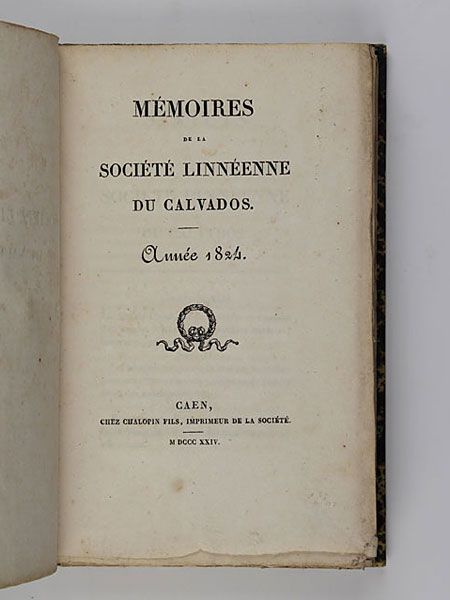 MÉMOIRES
DE LA
SOCIÉTÉ LINNÉENNE
DU CALVADOS.
Année 1824.
CAEN,
CHEZ CHALOPIN FILS, IMPRIMEUR DE LA SOCIÉTÉ.
M DCCC XXIV.